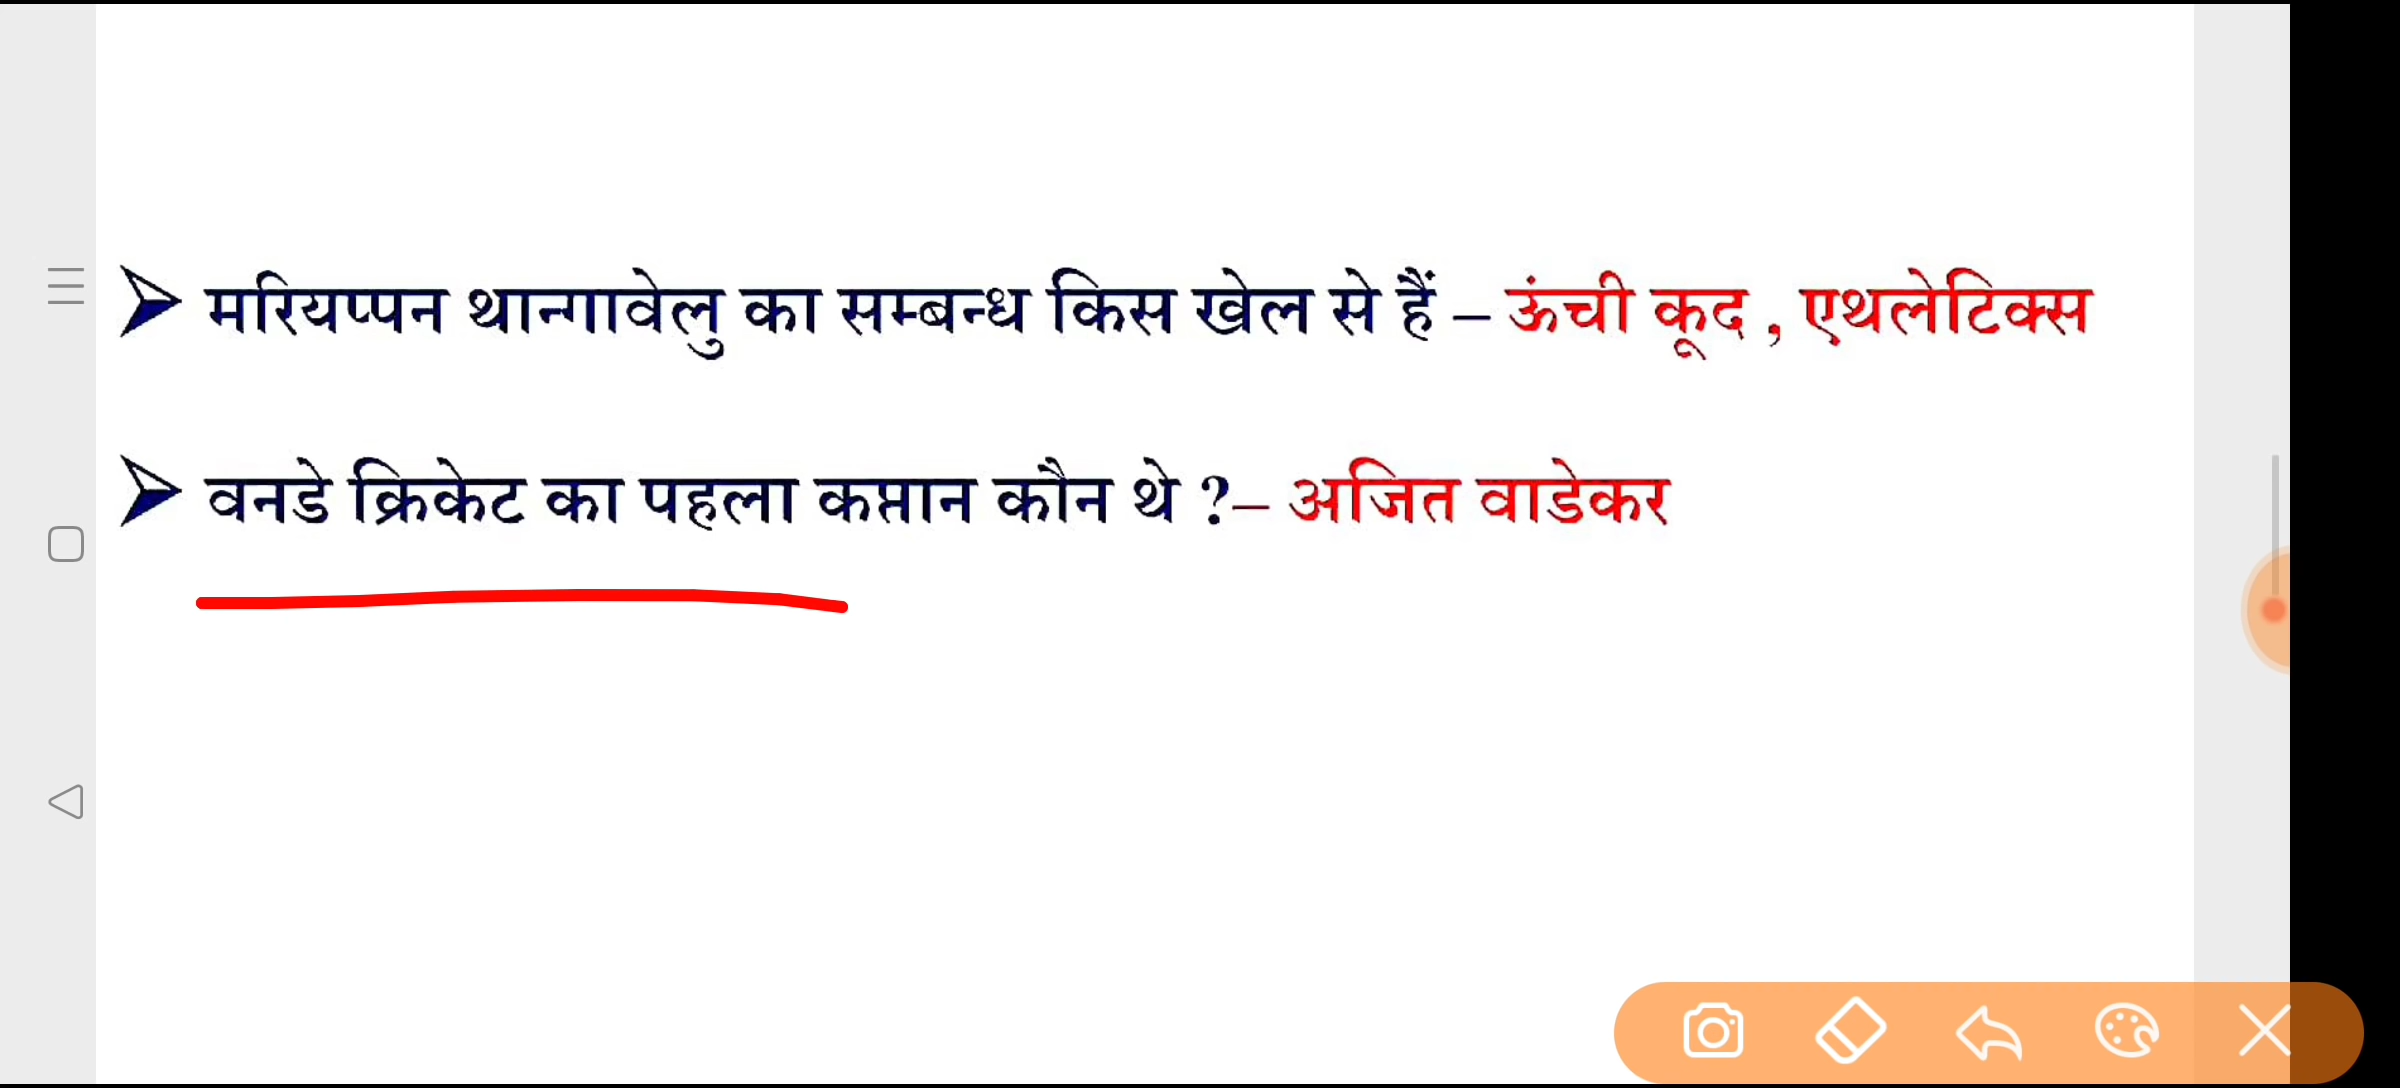 मरियप्पन थान्गावेलु का सम्बन्ध किस खेल से हैं – ऊंची कूद , एथलेटिक्स
वनडे क्रिकेट का पहला कप्तान कौन थे ?– अजित वाडेकर